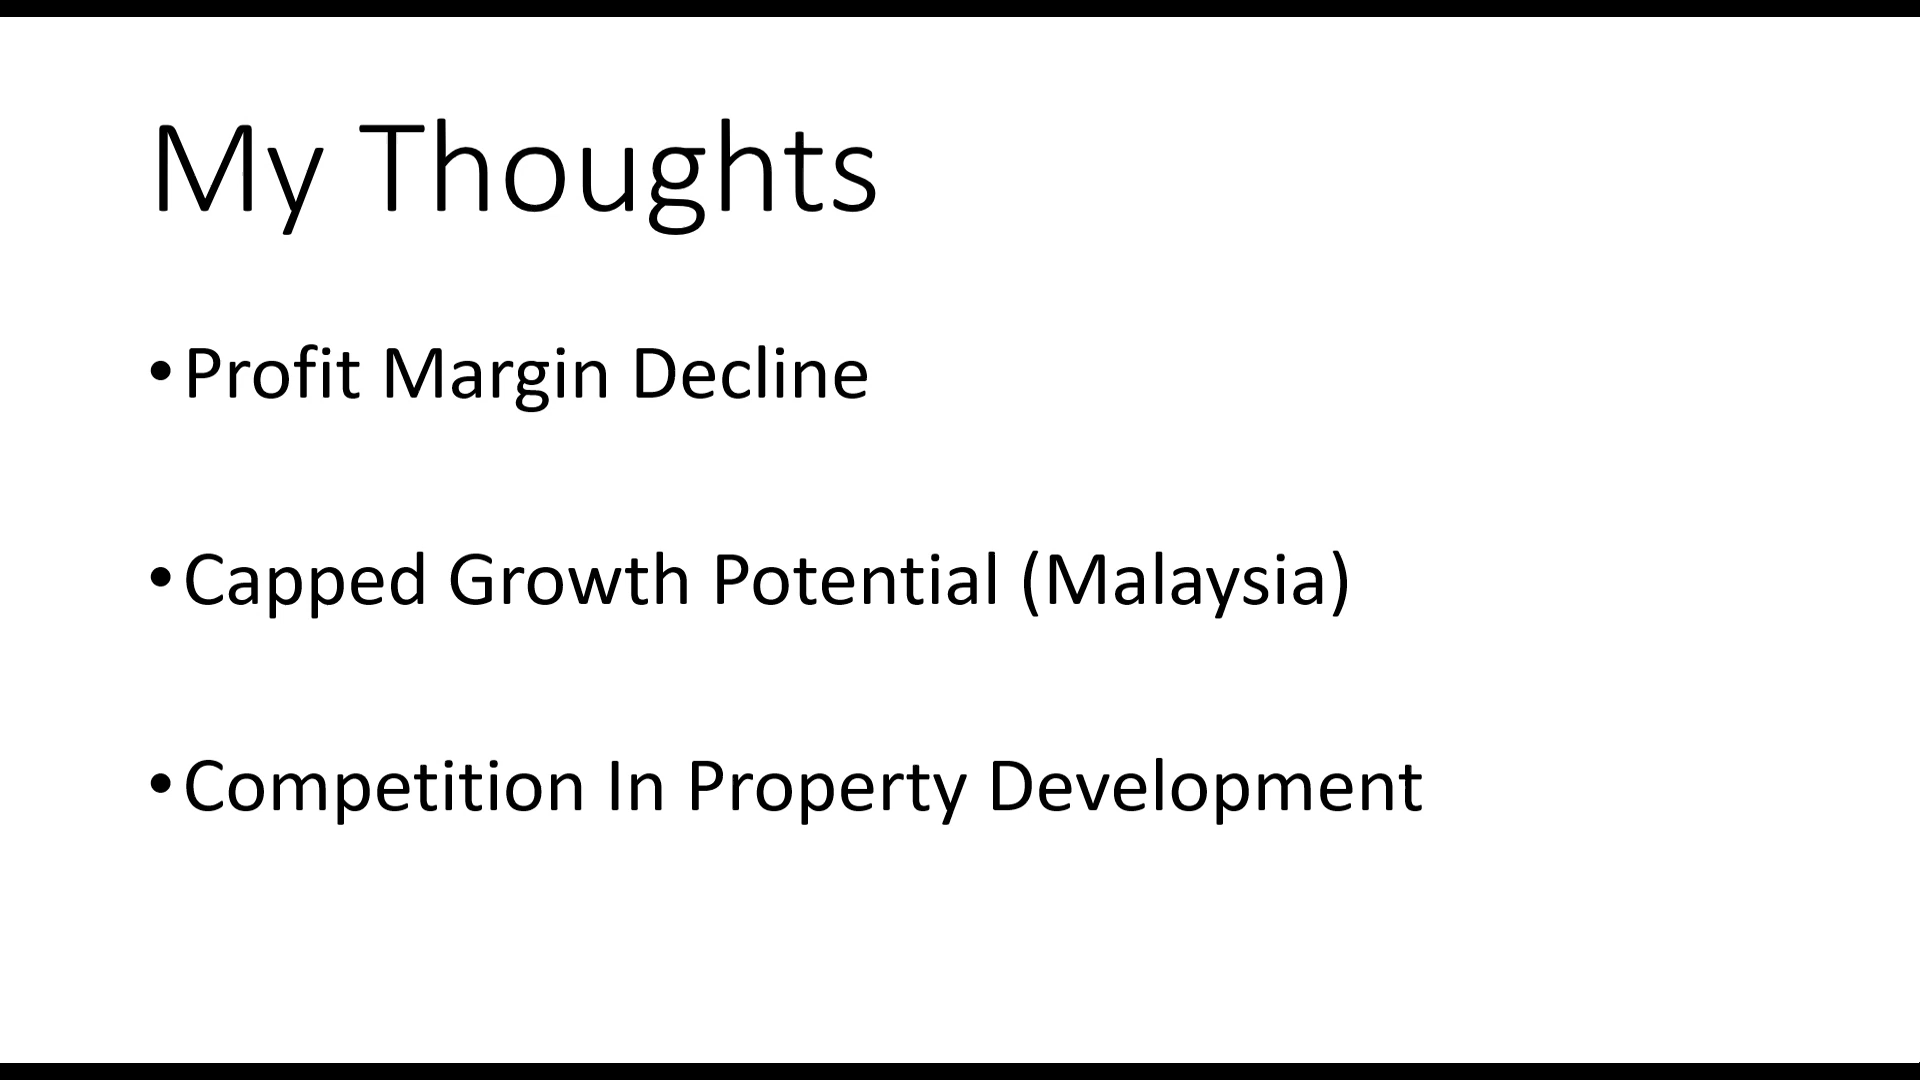 My Thoughts
• Profit Margin Decline
• Capped Growth Potential (Malaysia)
• Competition In Property Development